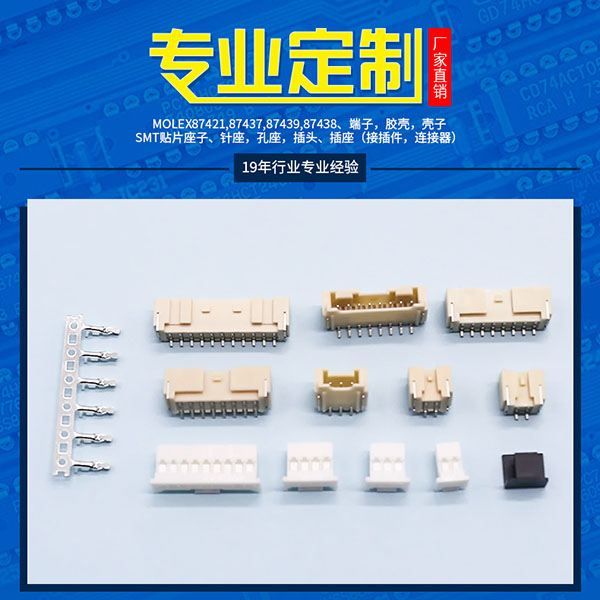 专业定制
厂家直销
MOLEX87421,87437,87439,87438、端子，胶壳，壳子
SMT贴片座子、针座，孔座，插头、插座（接插件，连接器）
19年行业专业经验